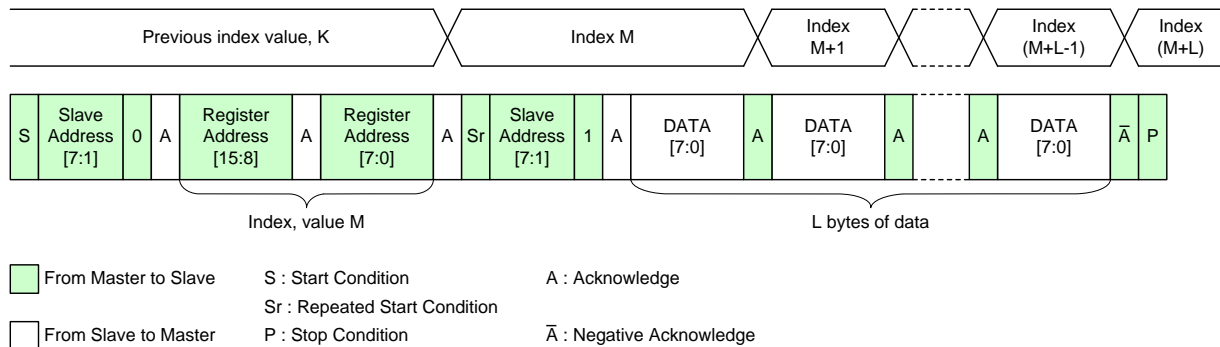 Previous index value, K
Index M
Index
M+1
Index
(M+L-1)
Index
(M+L)
S
Slave
Address
[7:1]
0
A
Register
Address
[15:8]
A
Register
Address
[7:0]
A
Sr
Slave
Address
[7:1]
1
A
DATA
[7:0]
A
DATA
[7:0]
A
A
DATA
[7:0]
A̅
P
Index, value M
L bytes of data
From Master to Slave
S : Start Condition
A : Acknowledge
Sr : Repeated Start Condition
From Slave to Master
P : Stop Condition
A̅ : Negative Acknowledge